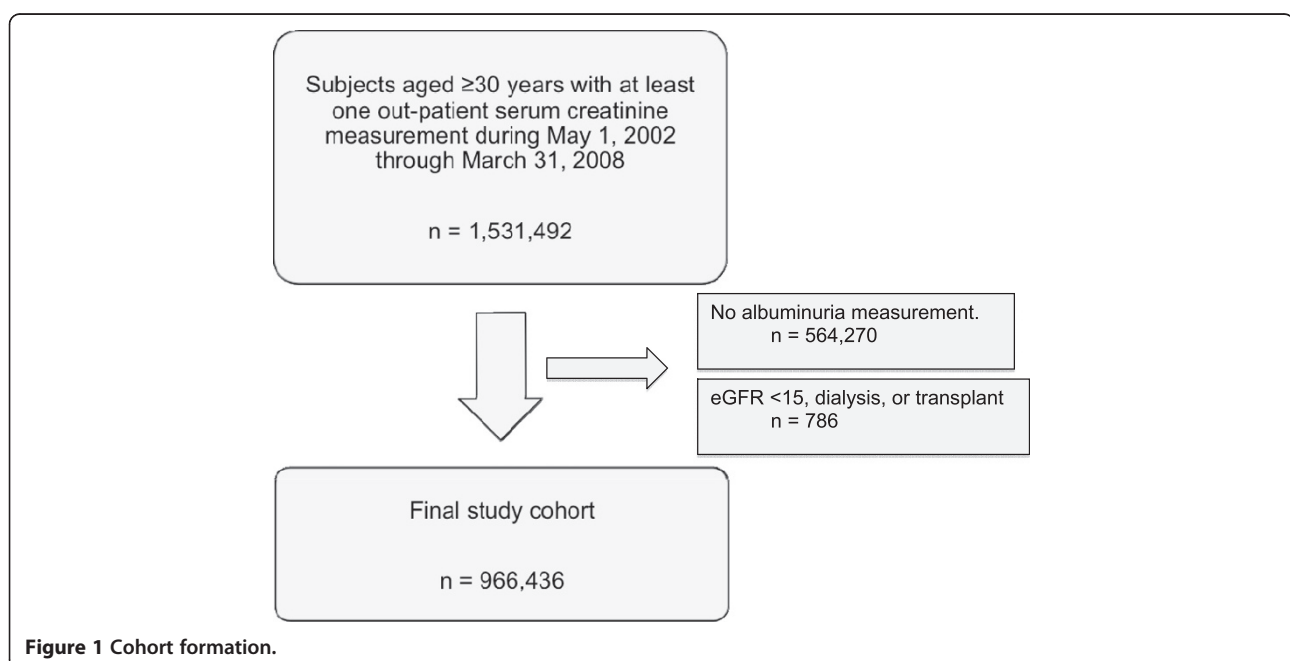 Subjects aged ≥30 years with at least
one out-patient serum creatinine
measurement during May 1, 2002
through March 31, 2008
n = 1,531,492
No albuminuria measurement.
n = 564,270
eGFR <15, dialysis, or transplant
n = 786
Final study cohort
n = 966,436
Figure 1 Cohort formation.